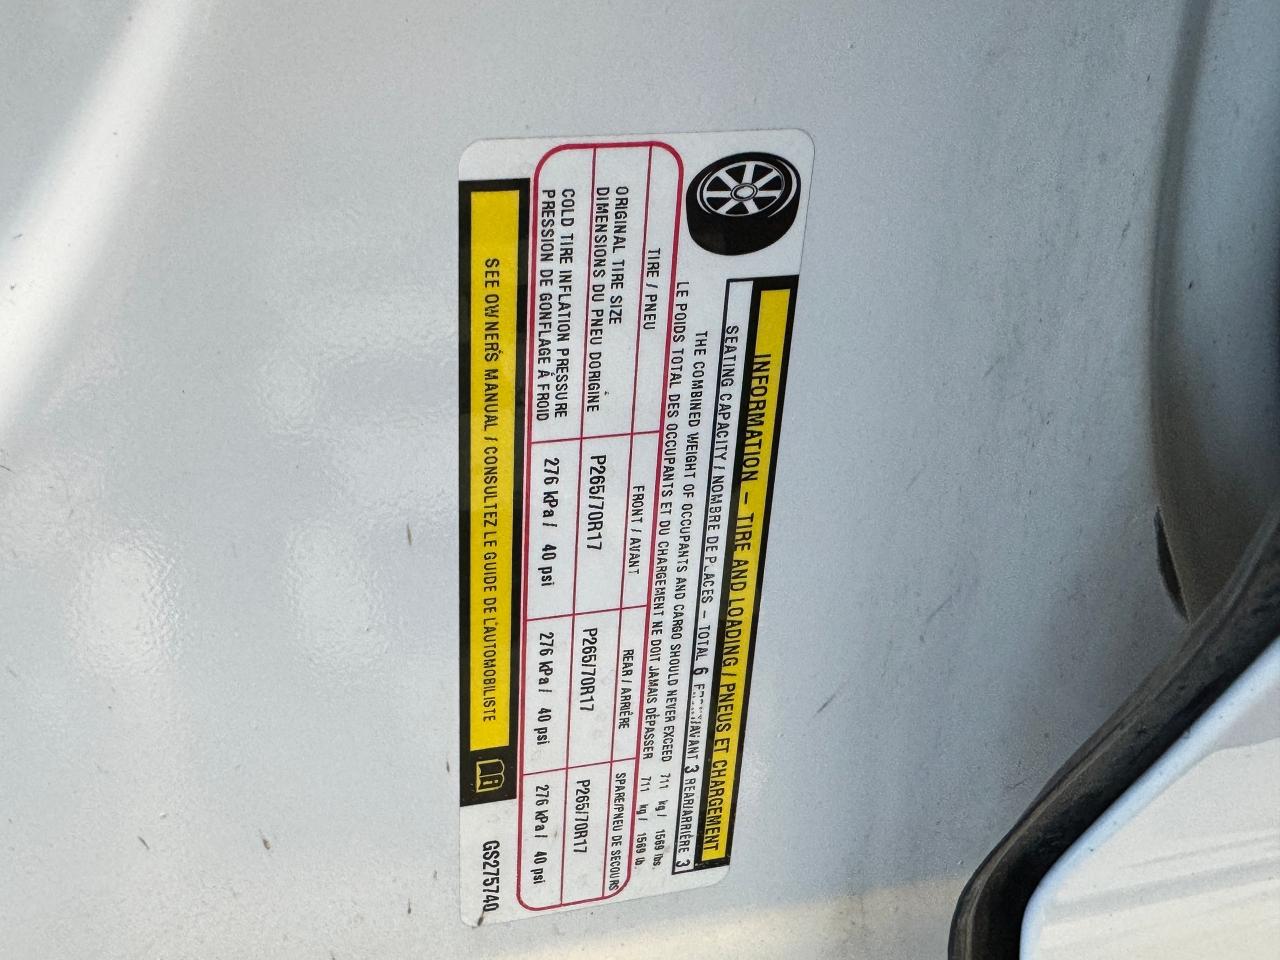 INFORMATION – TIRE AND LOADING / PNEUS ET CHARGEMENT
SEATING CAPACITY / NOMBRE DE PLACES – TOTAL 6 FRONT/AVANT 3 REAR/ARRIÈRE 3
THE COMBINED WEIGHT OF OCCUPANTS AND CARGO SHOULD NEVER EXCEED 711 kg / 1569 lbs.
LE POIDS TOTAL DES OCCUPANTS ET DU CHARGEMENT NE DOIT JAMAIS DÉPASSER 711 kg / 1569 lb.
TIRE / PNEU FRONT / AVANT REAR / ARRIÈRE SPARE/PNEU DE SECOURS
ORIGINAL TIRE SIZE
DIMENSIONS DU PNEU D'ORIGINE P265/70R17 P265/70R17 P265/70R17
COLD TIRE INFLATION PRESSURE
PRESSION DE GONFLAGE À FROID 276 kPa / 40 psi 276 kPa / 40 psi 276 kPa / 40 psi
SEE OWNER'S MANUAL / CONSULTEZ LE GUIDE DE L'AUTOMOBILISTE
GS275740